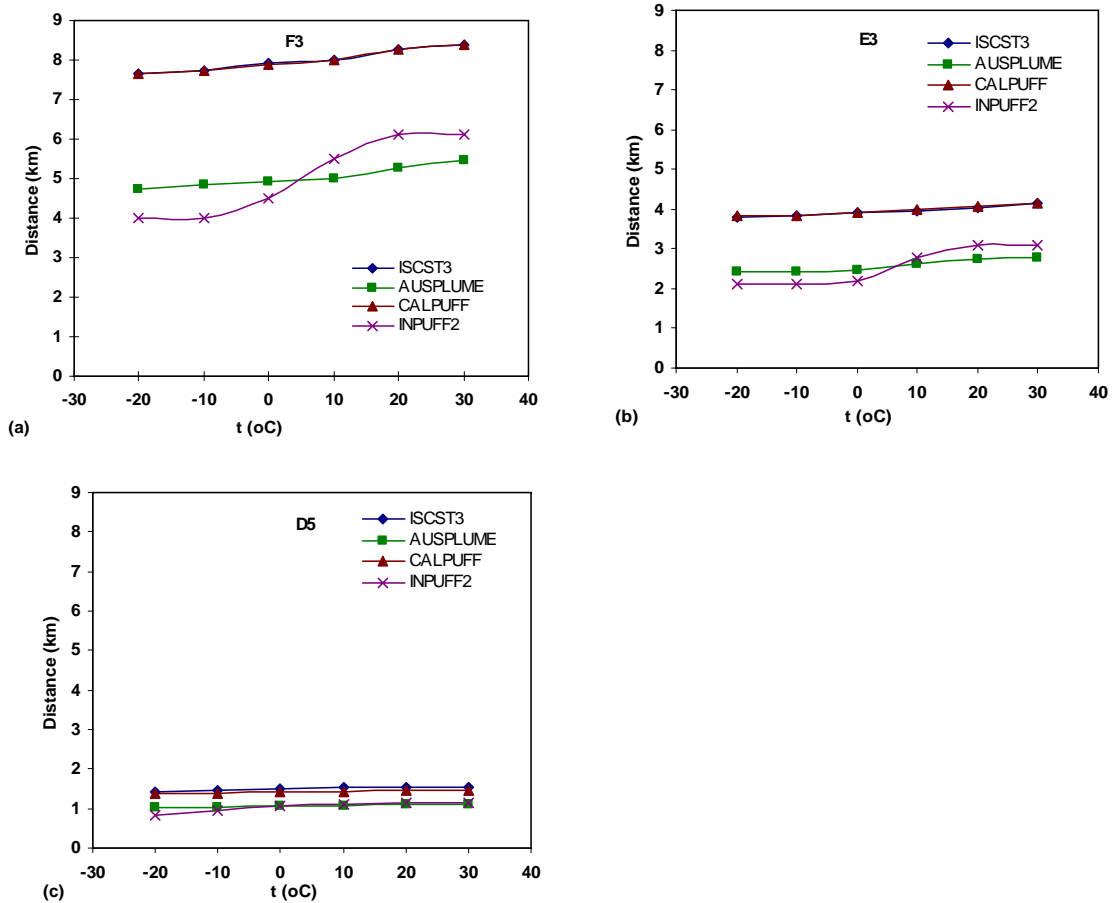 F3
Distance (km)
9
8
7
6
5
4
3
2
1
0
ISCST3
AUSPLUME
CALPUFF
INPUFF2
-30 -20 -10 0 10 20 30 40
t (oC)
(a)
E3
Distance (km)
9
8
7
6
5
4
3
2
1
0
ISCST3
AUSPLUME
CALPUFF
INPUFF2
-30 -20 -10 0 10 20 30 40
t (oC)
(b)
D5
Distance (km)
9
8
7
6
5
4
3
2
1
0
ISCST3
AUSPLUME
CALPUFF
INPUFF2
-30 -20 -10 0 10 20 30 40
t (oC)
(c)